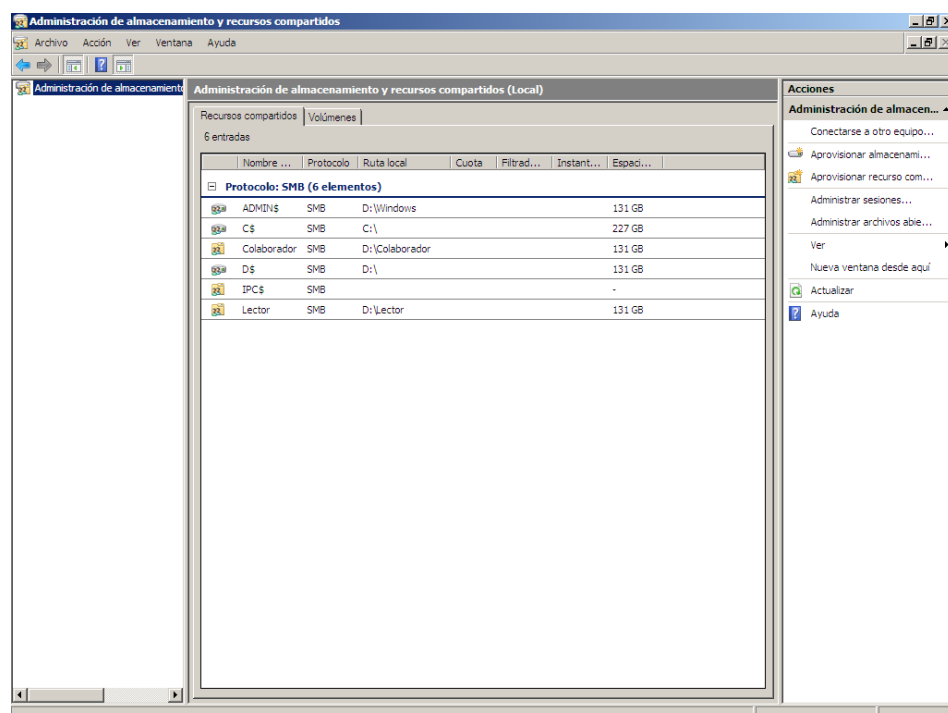 Administración de almacenamiento y recursos compartidos
Archivo Acción Ver Ventana Ayuda
Administración de almacenamiento
Administración de almacenamiento y recursos compartidos (Local)
Recursos compartidos Volúmenes
6 entradas
Nombre ... Protocolo Ruta local Cuota Filtrad... Instant... Espaci...
Protocolo: SMB (6 elementos)
ADMIN$ SMB D:\Windows 131 GB
C$ SMB C:\ 227 GB
Colaborador SMB D:\Colaborador 131 GB
D$ SMB D:\ 131 GB
IPC$ SMB -
Lector SMB D:\Lector 131 GB
Acciones
Administración de almacen...
Conectarse a otro equipo...
Aprovisionar almacenami...
Aprovisionar recurso com...
Administrar sesiones...
Administrar archivos abie...
Ver
Nueva ventana desde aquí
Actualizar
Ayuda